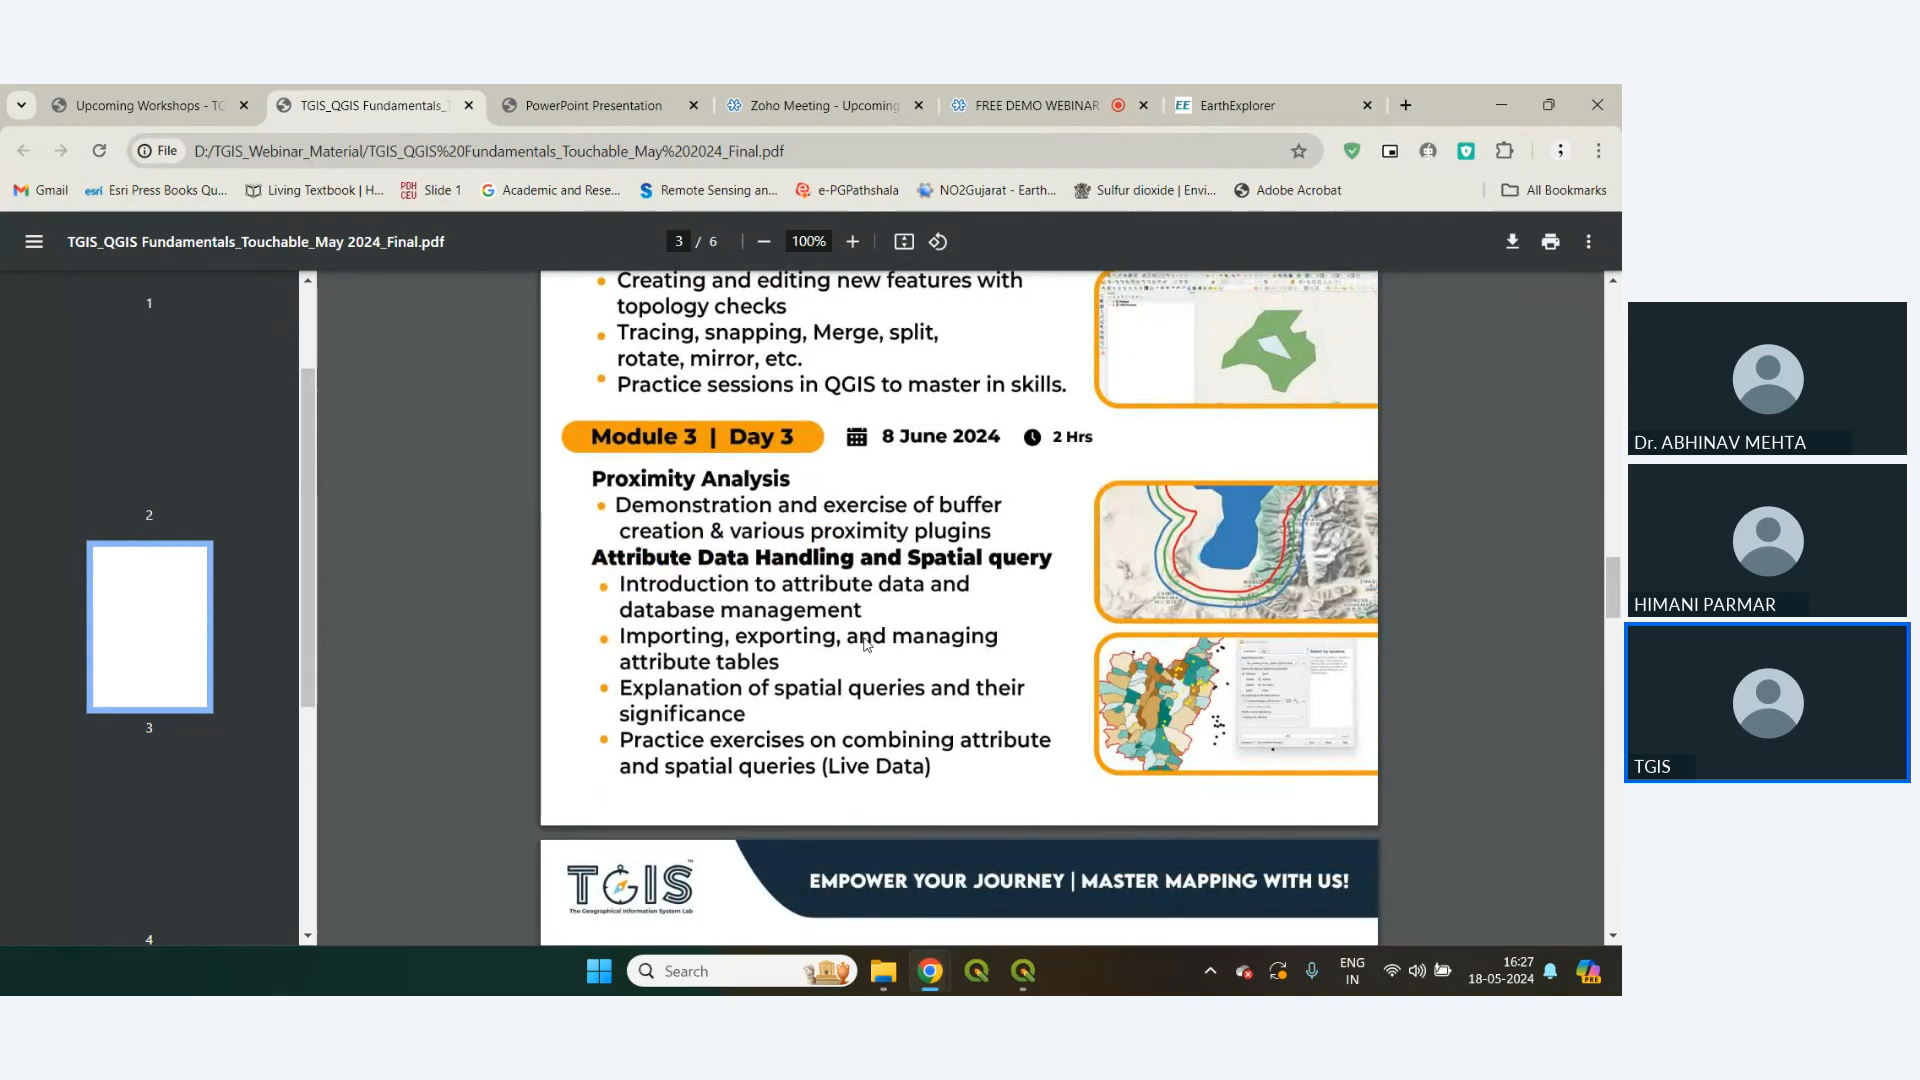 Upcoming Workshops - TG
TGIS_QGIS Fundamentals_T
PowerPoint Presentation
Zoho Meeting - Upcoming
FREE DEMO WEBINAR
EE EarthExplorer
File
D:/TGIS_Webinar_Material/TGIS_QGIS%20Fundamentals_Touchable_May%202024_Final.pdf
Gmail
esri Esri Press Books Qu...
Living Textbook | H...
PDH CEU Slide 1
Academic and Rese...
Remote Sensing an...
e-PGPathshala
NO2Gujarat - Earth...
Sulfur dioxide | Envi...
Adobe Acrobat
All Bookmarks
TGIS_QGIS Fundamentals_Touchable_May 2024_Final.pdf
3 / 6
100%
1
2
3
4
Creating and editing new features with
topology checks
Tracing, snapping, Merge, split,
rotate, mirror, etc.
Practice sessions in QGIS to master in skills.
Module 3 | Day 3
8 June 2024
2 Hrs
Proximity Analysis
Demonstration and exercise of buffer
creation & various proximity plugins
Attribute Data Handling and Spatial query
Introduction to attribute data and
database management
Importing, exporting, and managing
attribute tables
Explanation of spatial queries and their
significance
Practice exercises on combining attribute
and spatial queries (Live Data)
TGIS
The Geographical Information System Lab
EMPOWER YOUR JOURNEY | MASTER MAPPING WITH US!
Dr. ABHINAV MEHTA
HIMANI PARMAR
TGIS
Search
ENG
IN
16:27
18-05-2024
PRE